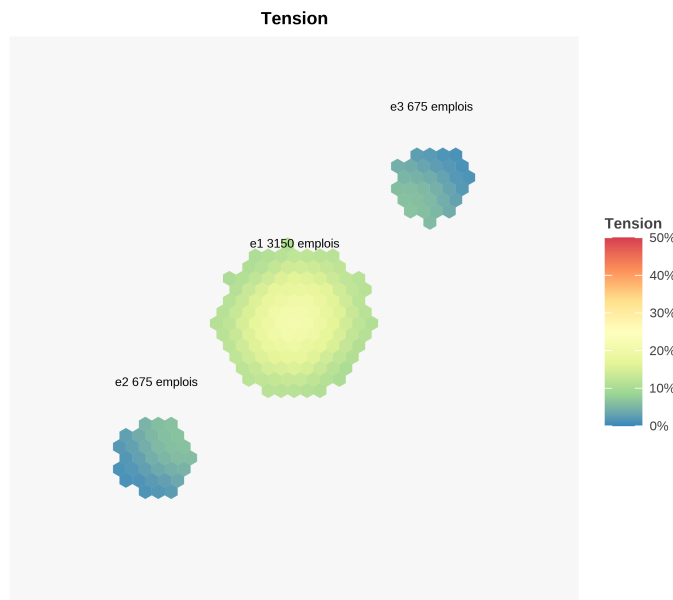 Tension
e3 675 emplois
e1 3150 emplois
e2 675 emplois
Tension
50%
40%
30%
20%
10%
0%